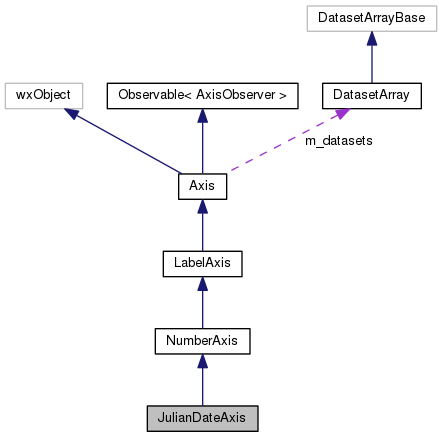 DatasetArrayBase
wxObject
Observable< AxisObserver >
DatasetArray
m_datasets
Axis
LabelAxis
NumberAxis
JulianDateAxis